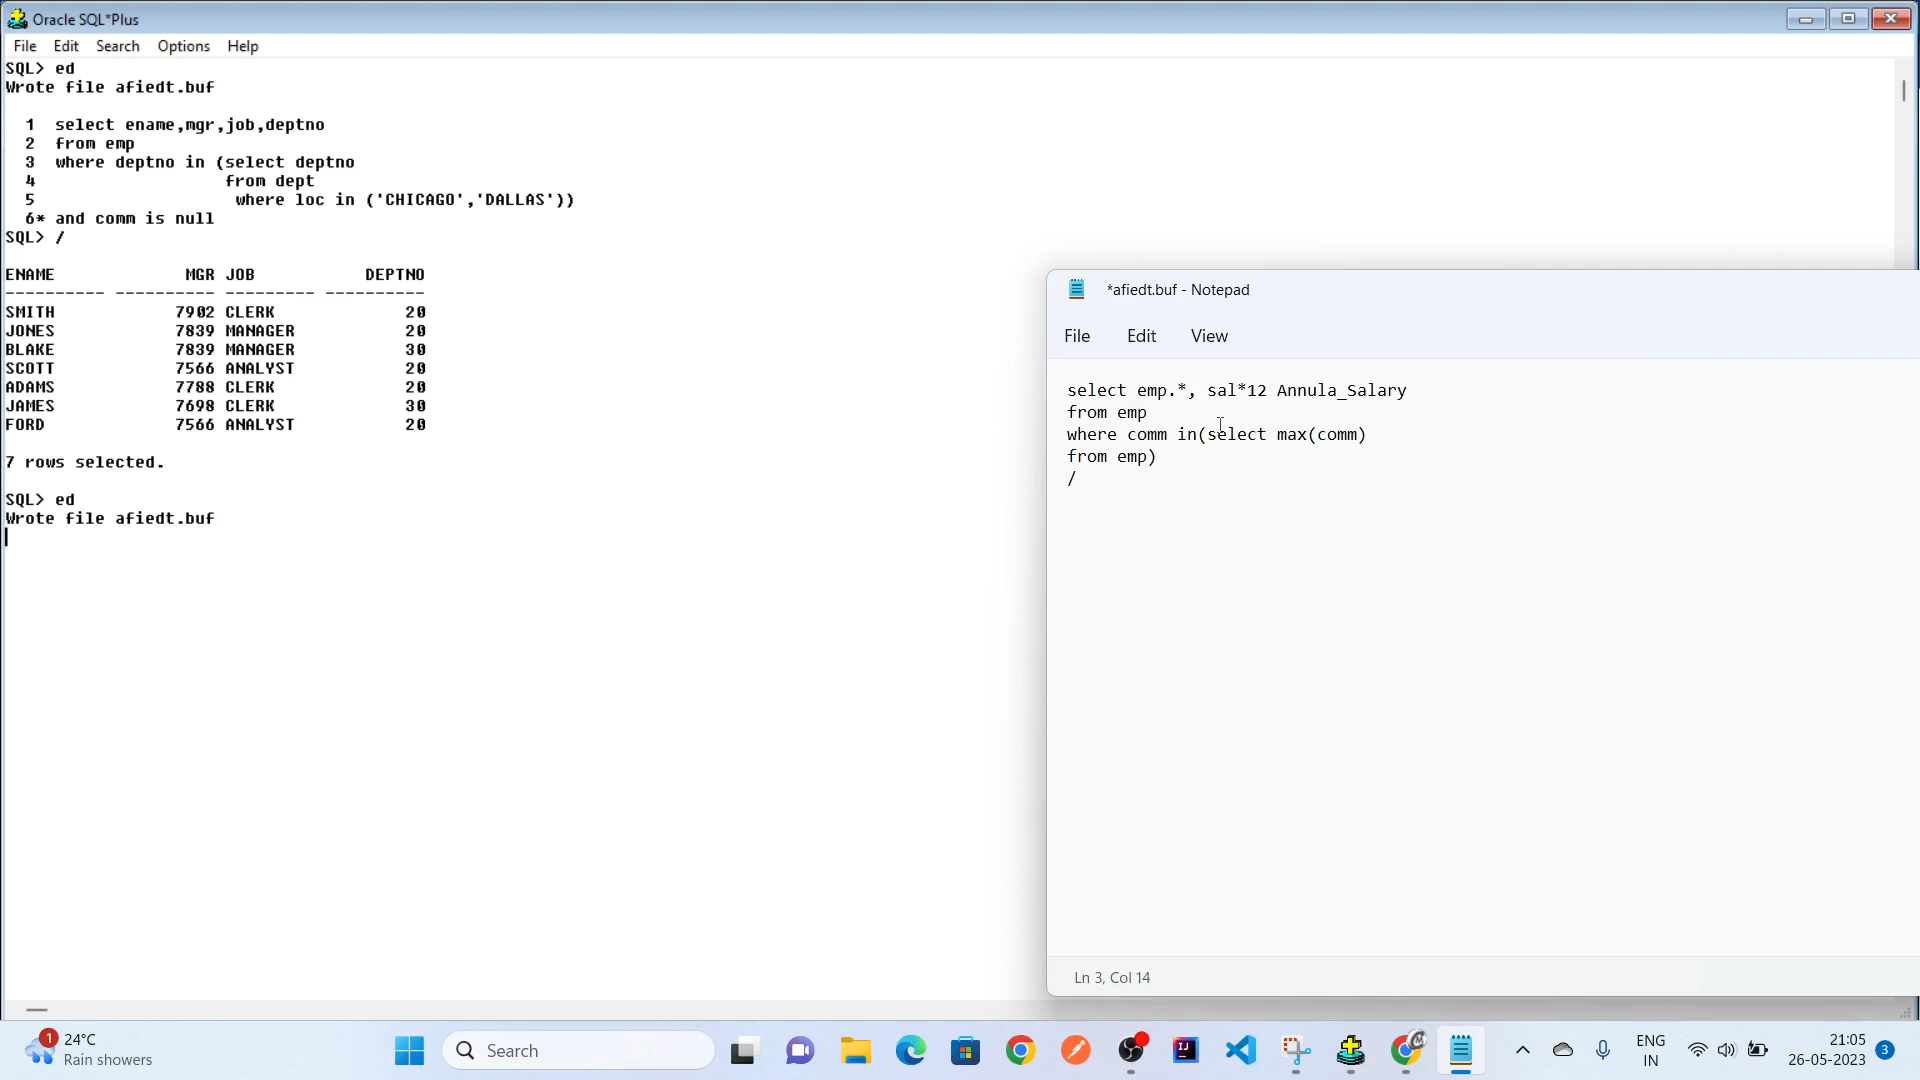 Oracle SQL*Plus
File Edit Search Options Help
SQL> ed
Wrote file afiedt.buf
1 select ename,mgr,job,deptno
2 from emp
3 where deptno in (select deptno
4 from dept
5 where loc in ('CHICAGO','DALLAS'))
6* and comm is null
SQL> /
ENAME MGR JOB DEPTNO
---------- ---------- --------- ----------
SMITH 7902 CLERK 20
JONES 7839 MANAGER 20
BLAKE 7839 MANAGER 30
SCOTT 7566 ANALYST 20
ADAMS 7788 CLERK 20
JAMES 7698 CLERK 30
FORD 7566 ANALYST 20
7 rows selected.
SQL> ed
Wrote file afiedt.buf
*afiedt.buf - Notepad
File Edit View
select emp.*, sal*12 Annula_Salary
from emp
where comm in(select max(comm)
from emp)
/
Ln 3, Col 14
1
24°C
Rain showers
Search
ENG
IN
21:05
26-05-2023
3